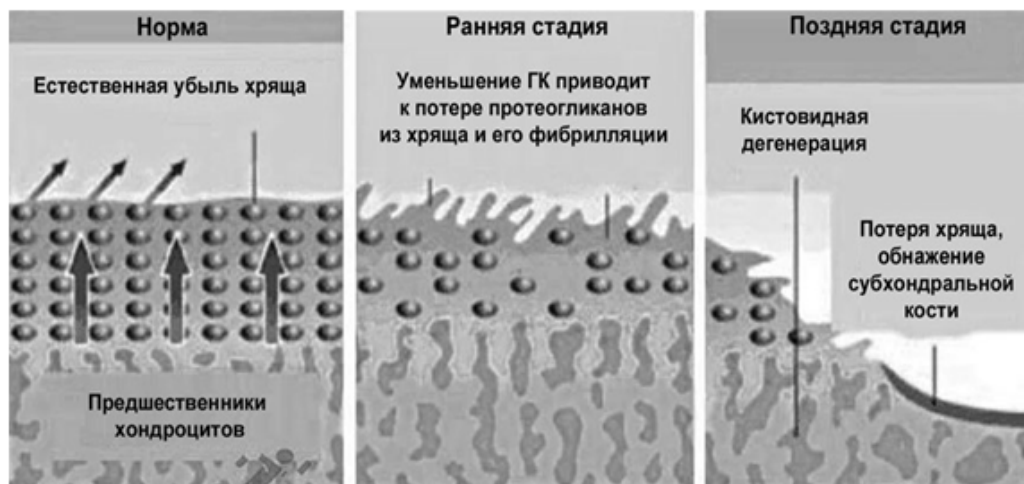 Норма
Естественная убыль хряща
Предшественники
хондроцитов
Ранняя стадия
Уменьшение ГК приводит
к потере протеогликанов
из хряща и его фибрилляции
Поздняя стадия
Кистовидная
дегенерация
Потеря хряща,
обнажение
субхондральной
кости